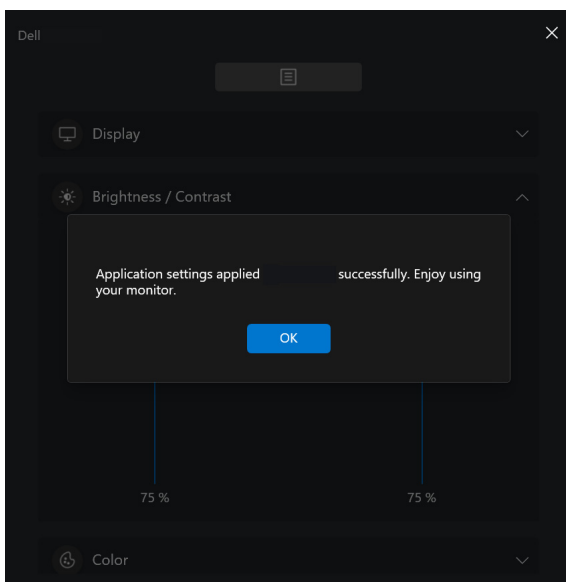 Dell
Display
Brightness / Contrast
Application settings applied successfully. Enjoy using
your monitor.
OK
75 % 75 %
Color